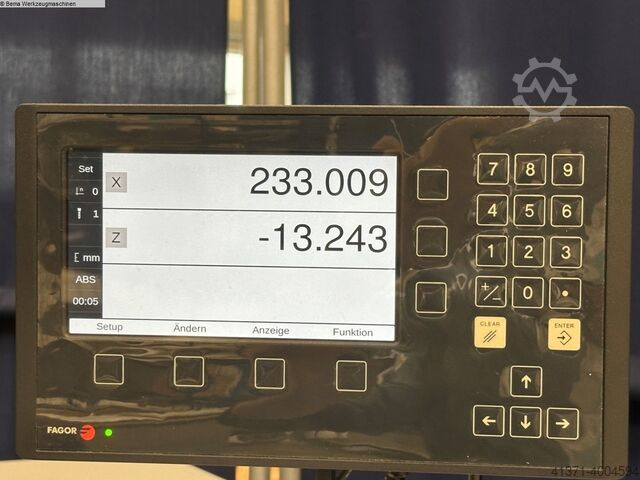 © Bema Werkzeugmaschinen
Set
0
1
mm
ABS
00:05
X 233.009
Z -13.243
Setup Ändern Anzeige Funktion
7 8 9
4 5 6
1 2 3
+/- 0 .
CLEAR ENTER
FAGOR
41371-4004594